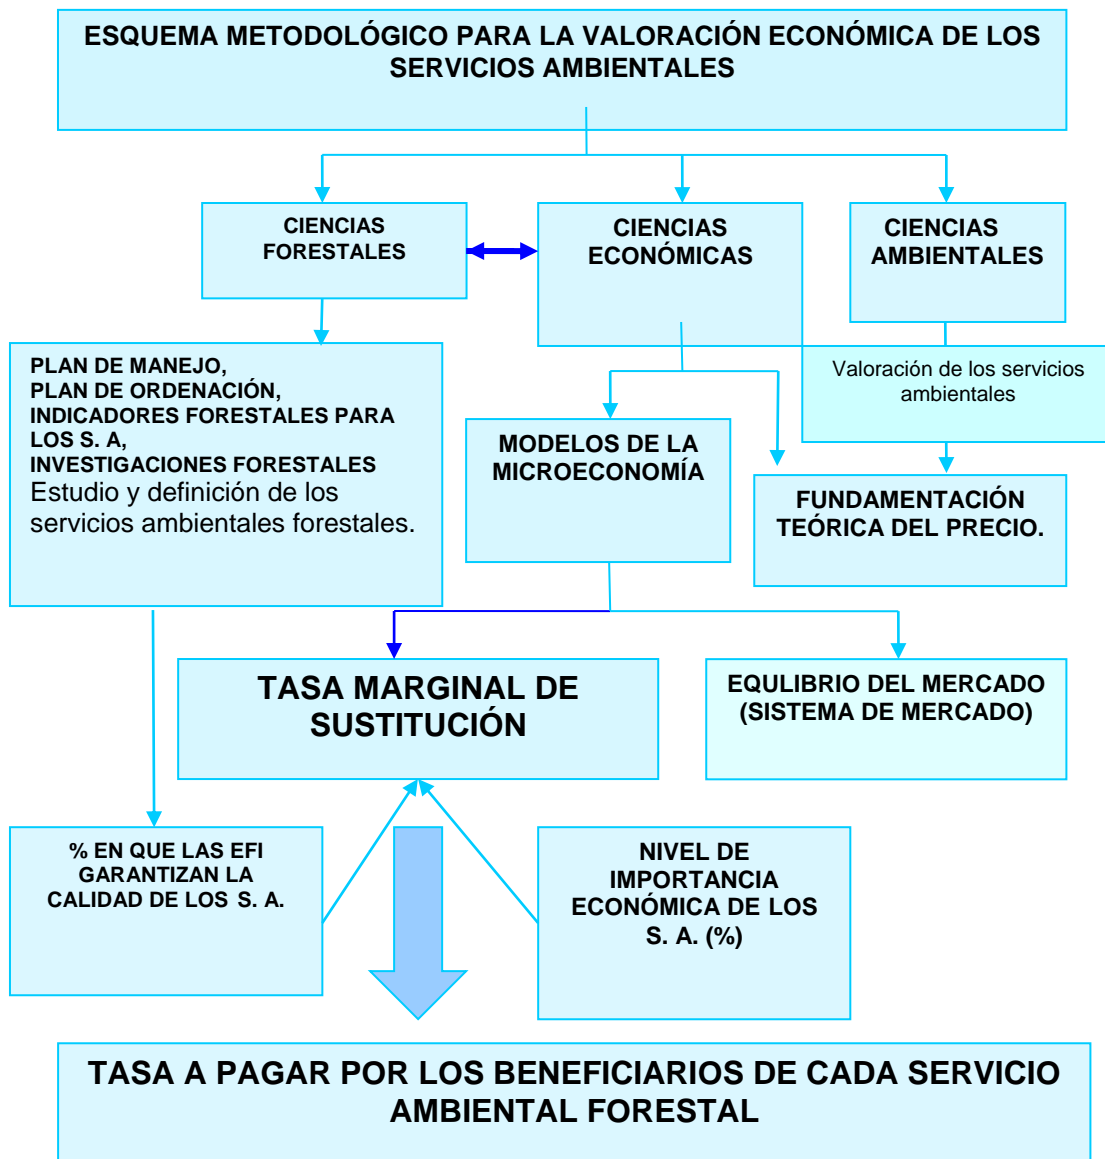 ESQUEMA METODOLÓGICO PARA LA VALORACIÓN ECONÓMICA DE LOS
SERVICIOS AMBIENTALES
CIENCIAS
FORESTALES
CIENCIAS
ECONÓMICAS
CIENCIAS
AMBIENTALES
PLAN DE MANEJO,
PLAN DE ORDENACIÓN,
INDICADORES FORESTALES PARA
LOS S. A,
INVESTIGACIONES FORESTALES
Estudio y definición de los
servicios ambientales forestales.
Valoración de los servicios
ambientales
MODELOS DE LA
MICROECONOMÍA
FUNDAMENTACIÓN
TEÓRICA DEL PRECIO.
TASA MARGINAL DE
SUSTITUCIÓN
EQULIBRIO DEL MERCADO
(SISTEMA DE MERCADO)
% EN QUE LAS EFI
GARANTIZAN LA
CALIDAD DE LOS S. A.
NIVEL DE
IMPORTANCIA
ECONÓMICA DE LOS
S. A. (%)
TASA A PAGAR POR LOS BENEFICIARIOS DE CADA SERVICIO
AMBIENTAL FORESTAL